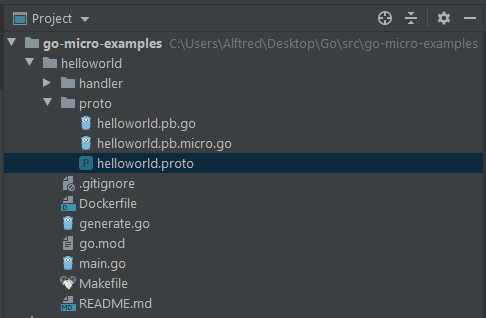 Project
go-micro-examples C:\Users\Alftred\Desktop\Go\src\go-micro-examples
helloworld
handler
proto
helloworld.pb.go
helloworld.pb.micro.go
P helloworld.proto
.gitignore
D Dockerfile
generate.go
go.mod
main.go
Makefile
MD README.md